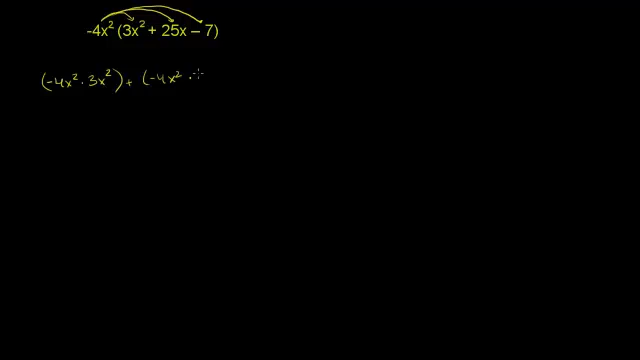 -4x² (3x² + 25x – 7)
(-4x² · 3x²) + (-4x² ·